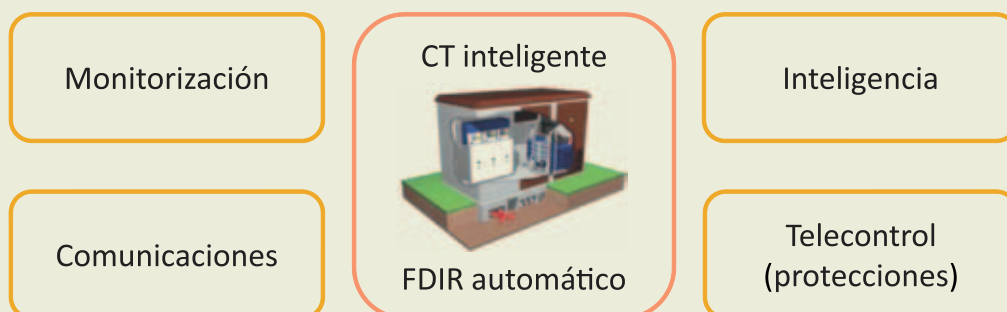 Monitorización
CT inteligente
Inteligencia
Comunicaciones
FDIR automático
Telecontrol
(protecciones)